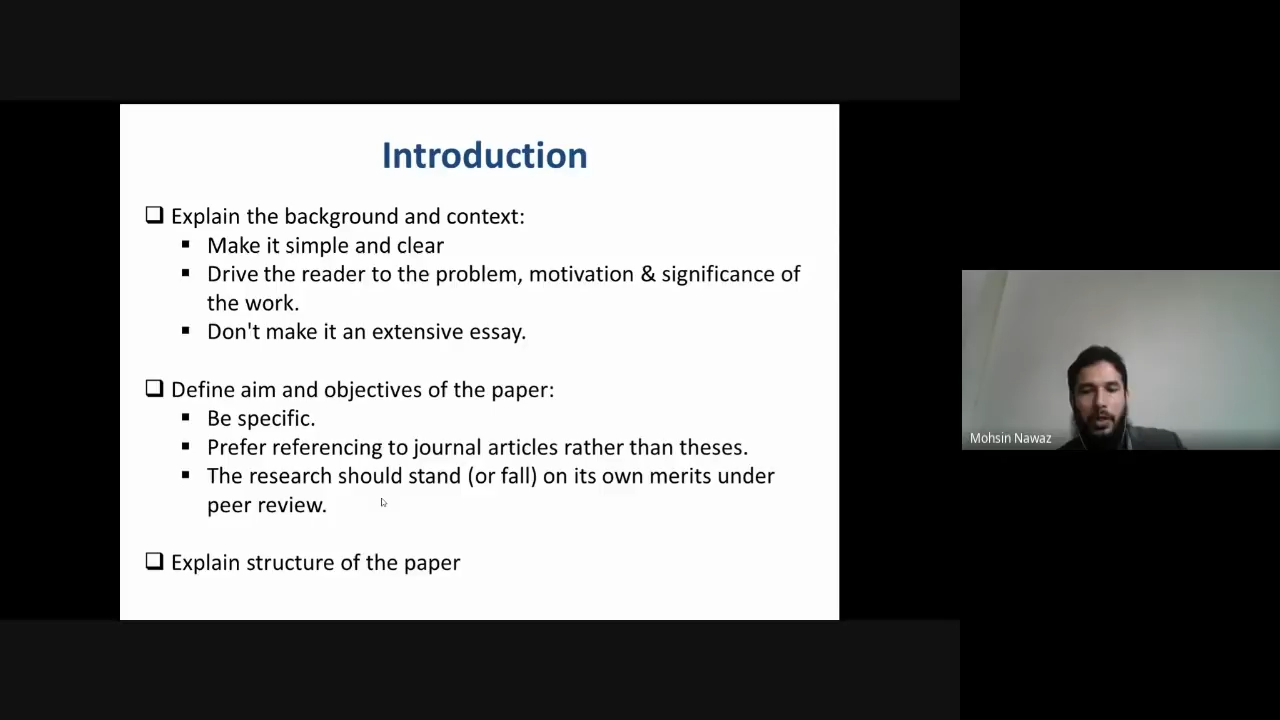 Introduction
❑ Explain the background and context:
▪ Make it simple and clear
▪ Drive the reader to the problem, motivation & significance of
the work.
▪ Don't make it an extensive essay.
❑ Define aim and objectives of the paper:
▪ Be specific.
▪ Prefer referencing to journal articles rather than theses.
▪ The research should stand (or fall) on its own merits under
peer review.
❑ Explain structure of the paper
Mohsin Nawaz